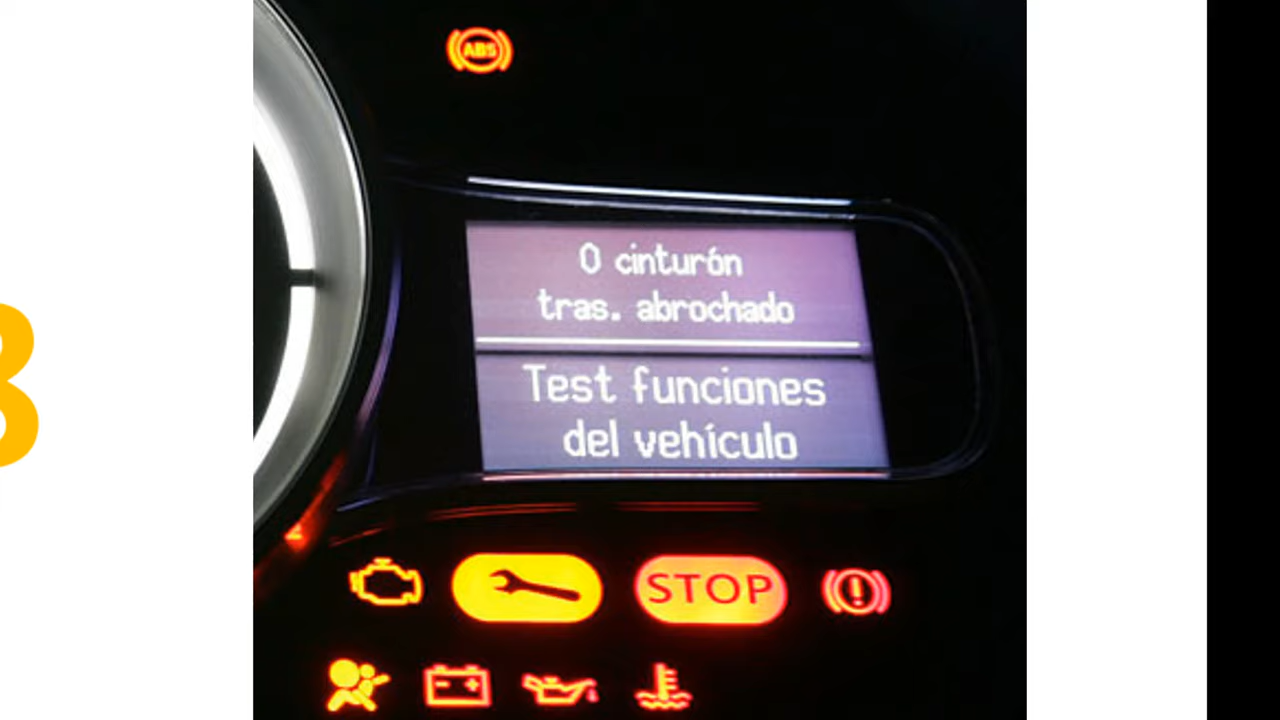 ABS
0 cinturón
tras. abrochado
Test funciones
del vehículo
STOP